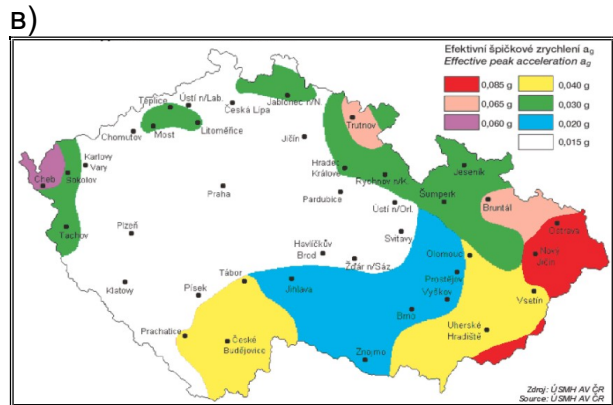 B)
Efektivní špičkové zrychlení ag
Effective peak acceleration ag
0,085 g
0,040 g
0,065 g
0,030 g
0,060 g
0,020 g
0,015 g
Teplice
Ústí n/Lab.
Česká Lípa
Jablonec n/N
Most
Litoměřice
Chomutov
Trutnov
Jičín
Karlovy
Vary
Cheb
Sokolov
Hradec
Králové
Rychnov n/K
Jeseník
Praha
Pardubice
Šumperk
Bruntál
Ústí n/Orl.
Ostrava
Tachov
Plzeň
Svitavy
Havlíčkův
Brod
Žďár n/Sáz
Olomouc
Nový
Jičín
Klatovy
Tábor
Písek
Jihlava
Prostějov
Vyškov
Vsetín
Brno
Prachatice
České
Budějovice
Uherské
Hradiště
Znojmo
Zdroj: ÚSMH AV ČR
Source: ÚSMH AV ČR